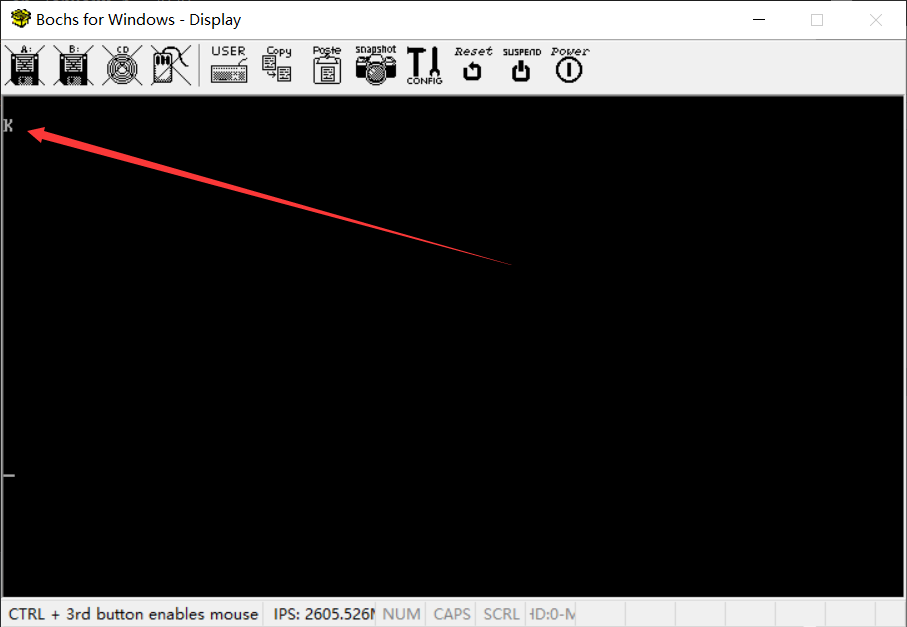 Bochs for Windows - Display
A: B: CD USER Copy Paste snapshot CONFIG Reset SUSPEND Power
K
_
CTRL + 3rd button enables mouse IPS: 2605.526M NUM CAPS SCRL HD:0-M